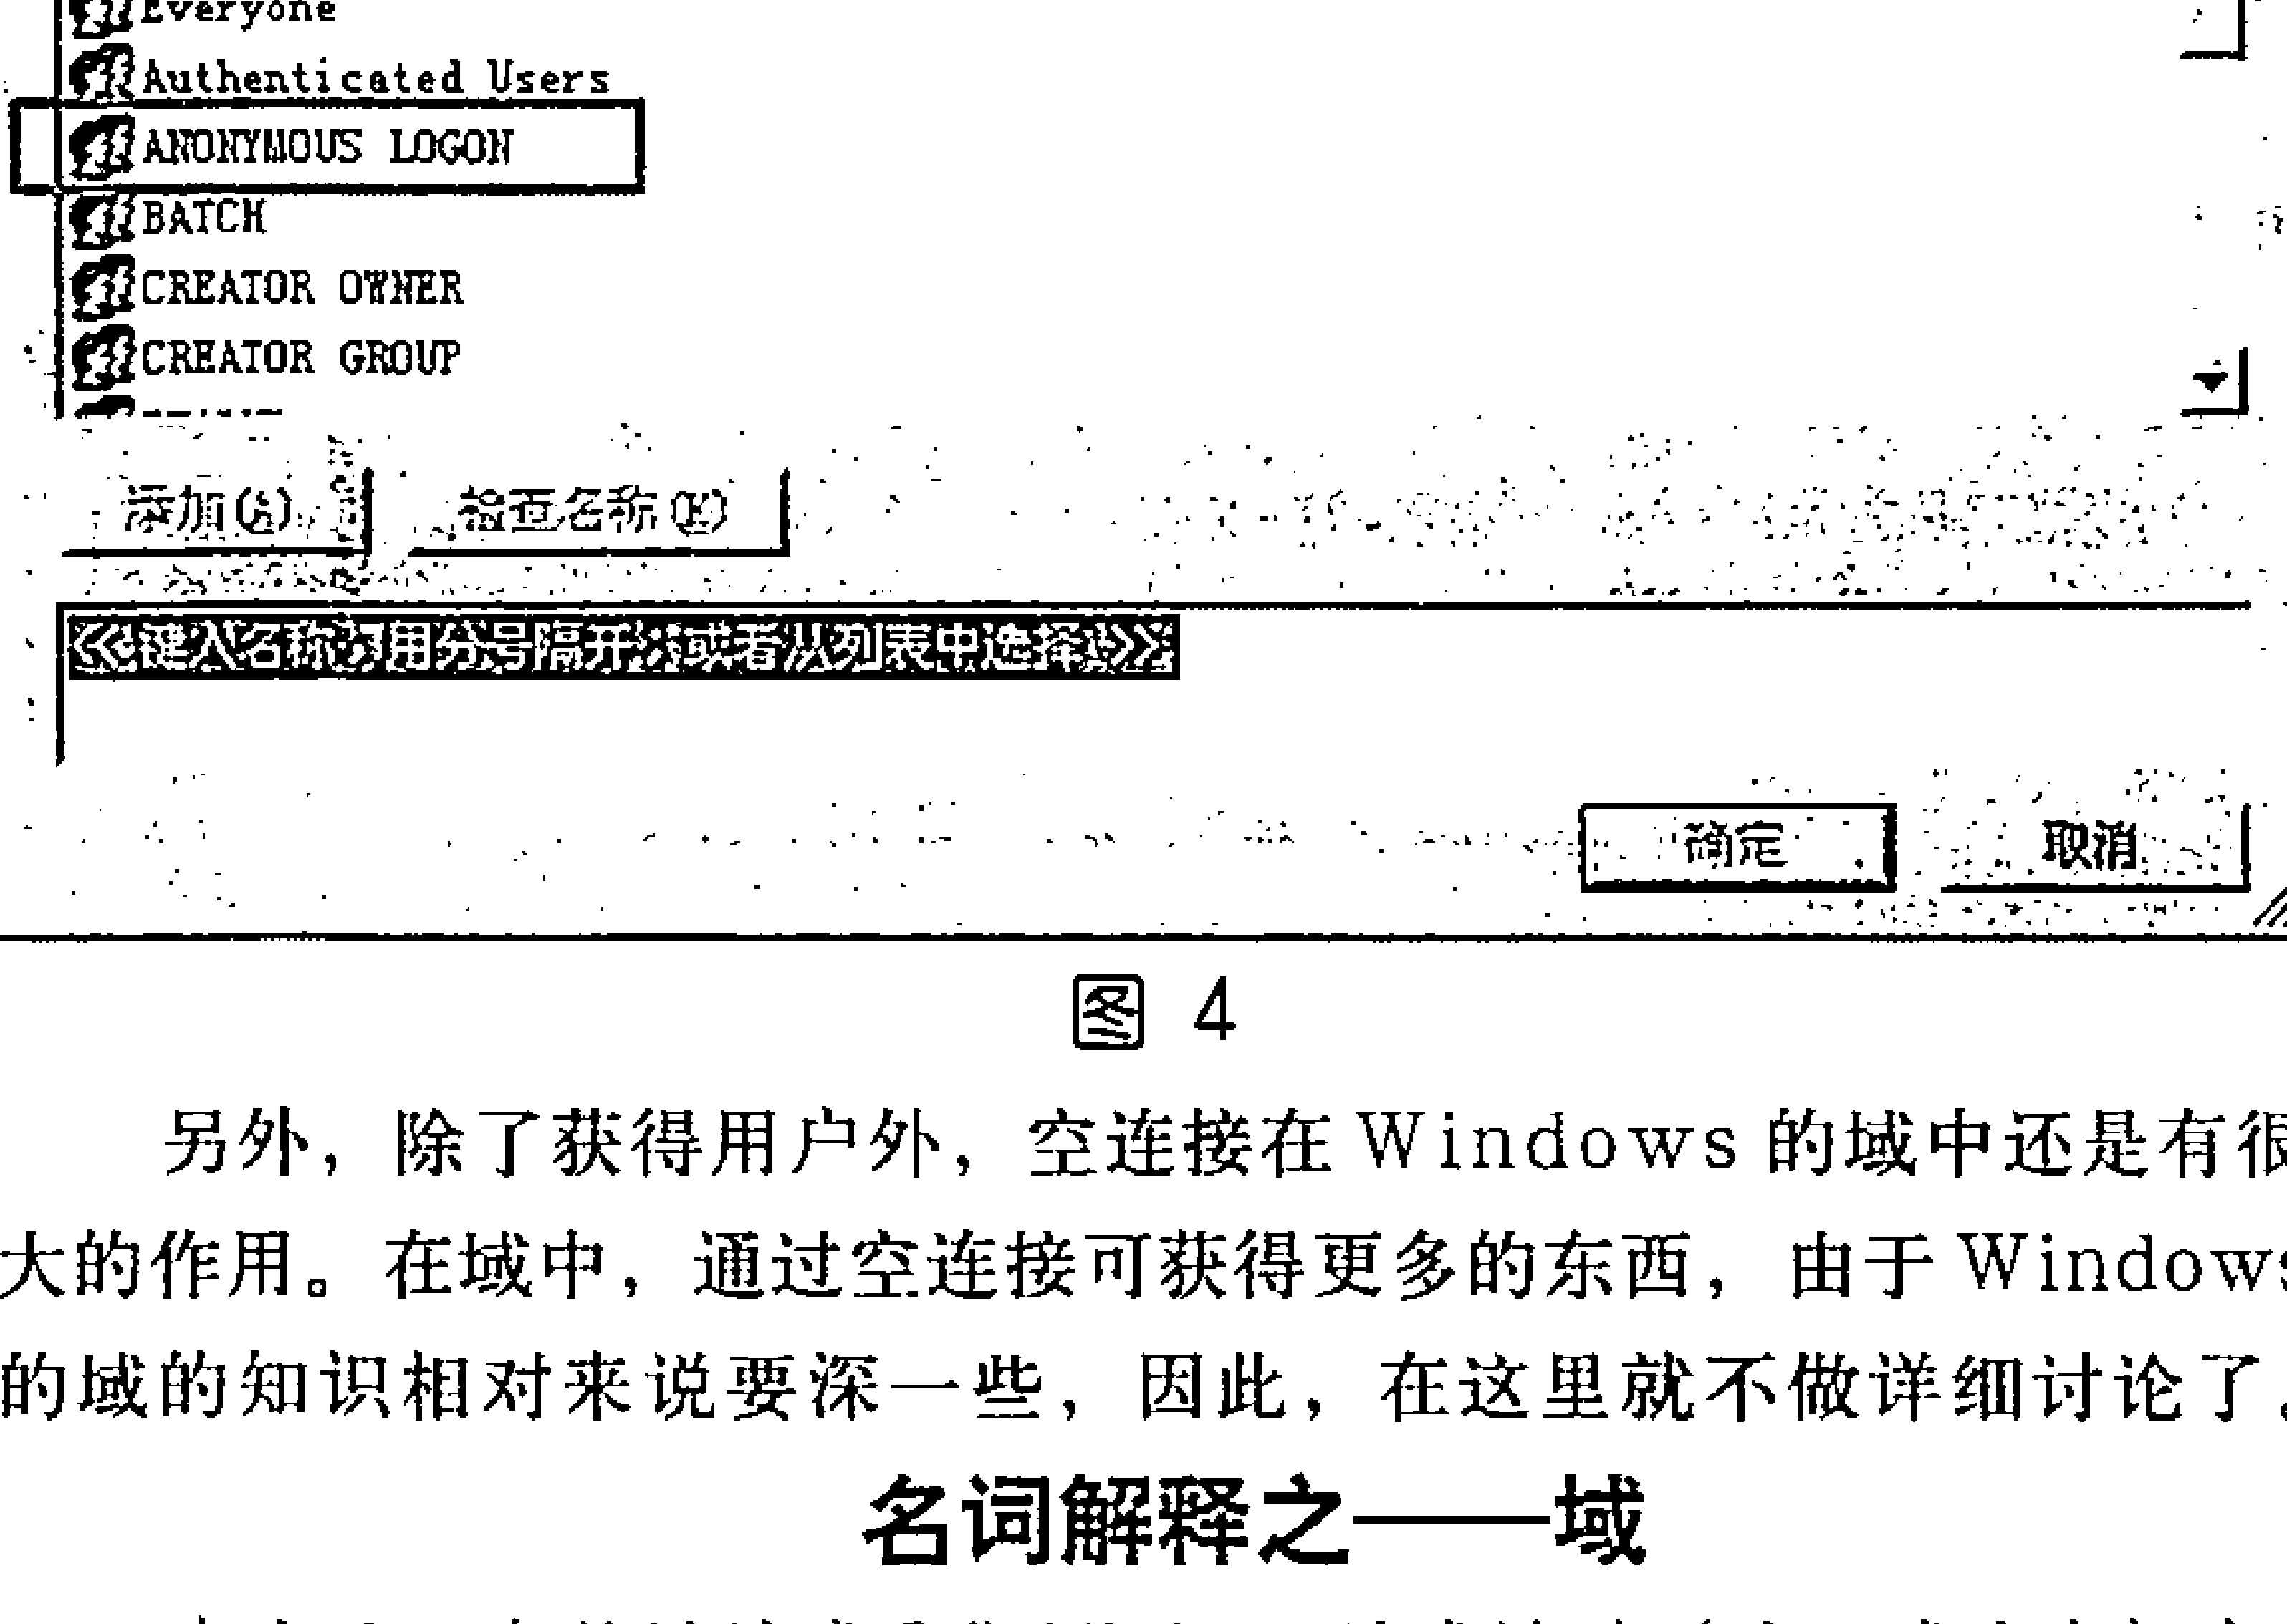 Everyone
Authenticated Users
ANONYMOUS LOGON
BATCH
CREATOR OWNER
CREATOR GROUP
添加(A) 检查名称(K)
<<键入名称(用分号隔开)或者从列表中选择>>
确定 取消
图 4
另外，除了获得用户外，空连接在 Windows 的域中还是有很
大的作用。在域中，通过空连接可获得更多的东西，由于 Windows
的域的知识相对来说要深一些，因此，在这里就不做详细讨论了。
名词解释之——域